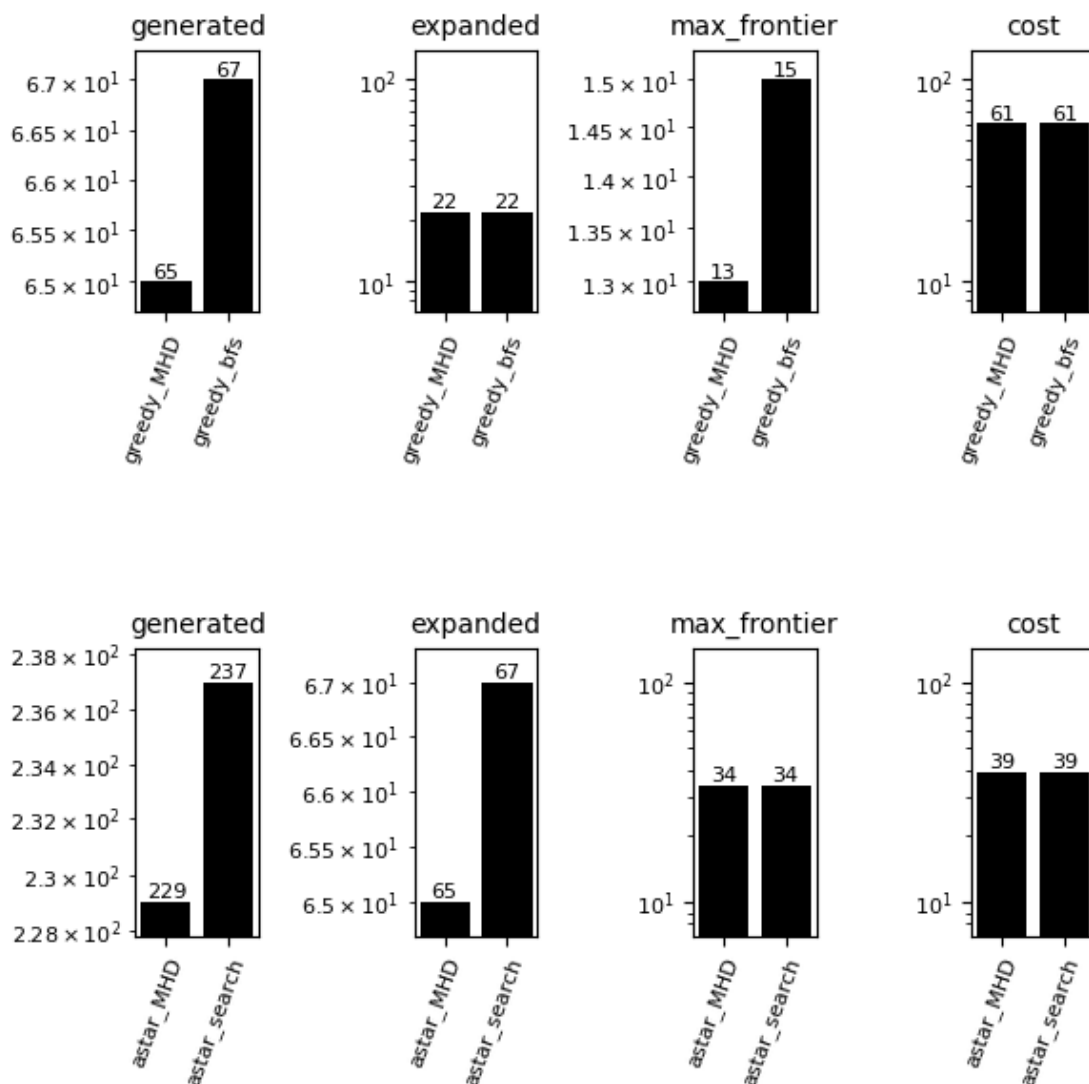 generated
expanded
max_frontier
cost
6.7 × 10¹
6.65 × 10¹
6.6 × 10¹
6.55 × 10¹
6.5 × 10¹
65
67
greedy_MHD
greedy_bfs
10²
10¹
22
22
greedy_MHD
greedy_bfs
1.5 × 10¹
1.45 × 10¹
1.4 × 10¹
1.35 × 10¹
1.3 × 10¹
13
15
greedy_MHD
greedy_bfs
10²
10¹
61
61
greedy_MHD
greedy_bfs
generated
expanded
max_frontier
cost
2.38 × 10²
2.36 × 10²
2.34 × 10²
2.32 × 10²
2.3 × 10²
2.28 × 10²
229
237
astar_MHD
astar_search
6.7 × 10¹
6.65 × 10¹
6.6 × 10¹
6.55 × 10¹
6.5 × 10¹
65
67
astar_MHD
astar_search
10²
10¹
34
34
astar_MHD
astar_search
10²
10¹
39
39
astar_MHD
astar_search